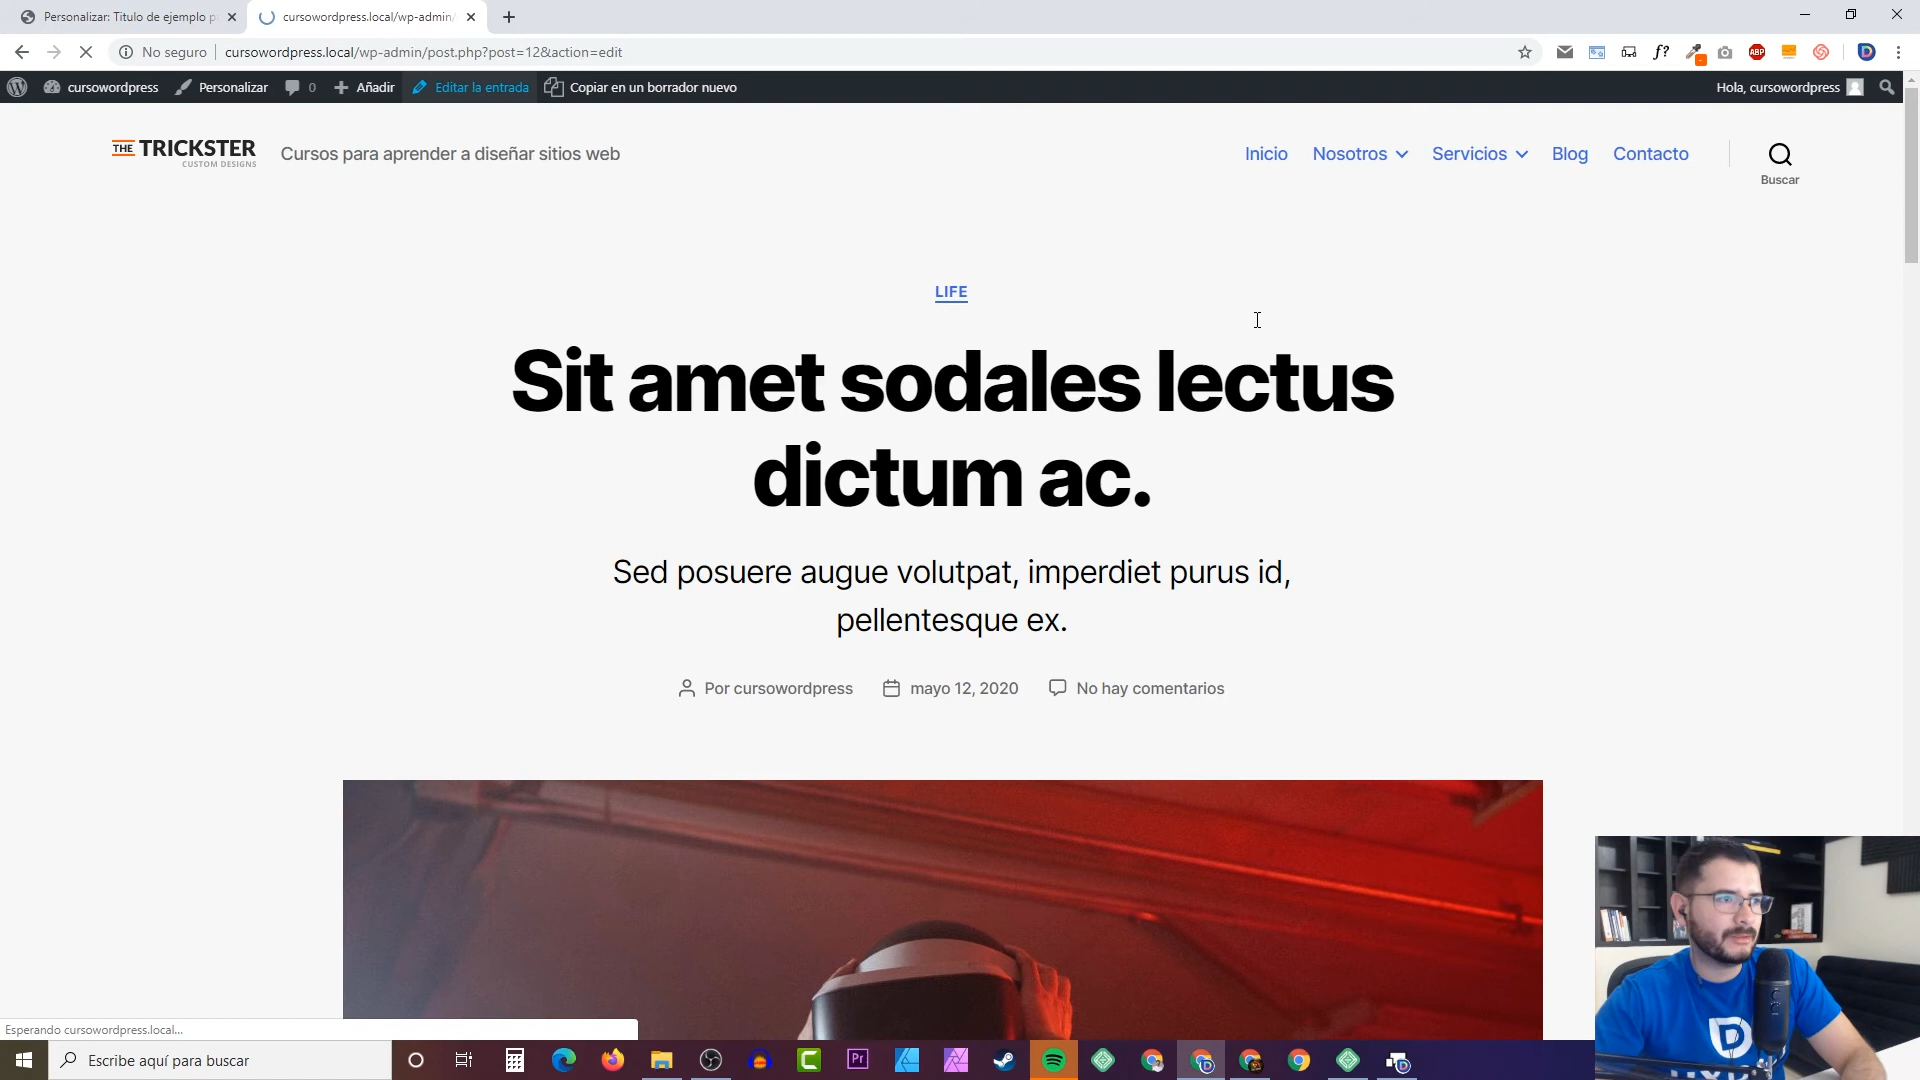 Personalizar: Titulo de ejemplo p
cursowordpress.local/wp-admin/
No seguro
cursowordpress.local/wp-admin/post.php?post=12&action=edit
ABP
cursowordpress
Personalizar
0
Añadir
Editar la entrada
Copiar en un borrador nuevo
Hola, cursowordpress
THE TRICKSTER
CUSTOM DESIGNS
Cursos para aprender a diseñar sitios web
Inicio
Nosotros
Servicios
Blog
Contacto
Buscar
LIFE
Sit amet sodales lectus
dictum ac.
Sed posuere augue volutpat, imperdiet purus id,
pellentesque ex.
Por cursowordpress
mayo 12, 2020
No hay comentarios
Esperando cursowordpress.local...
Escribe aquí para buscar
Pr